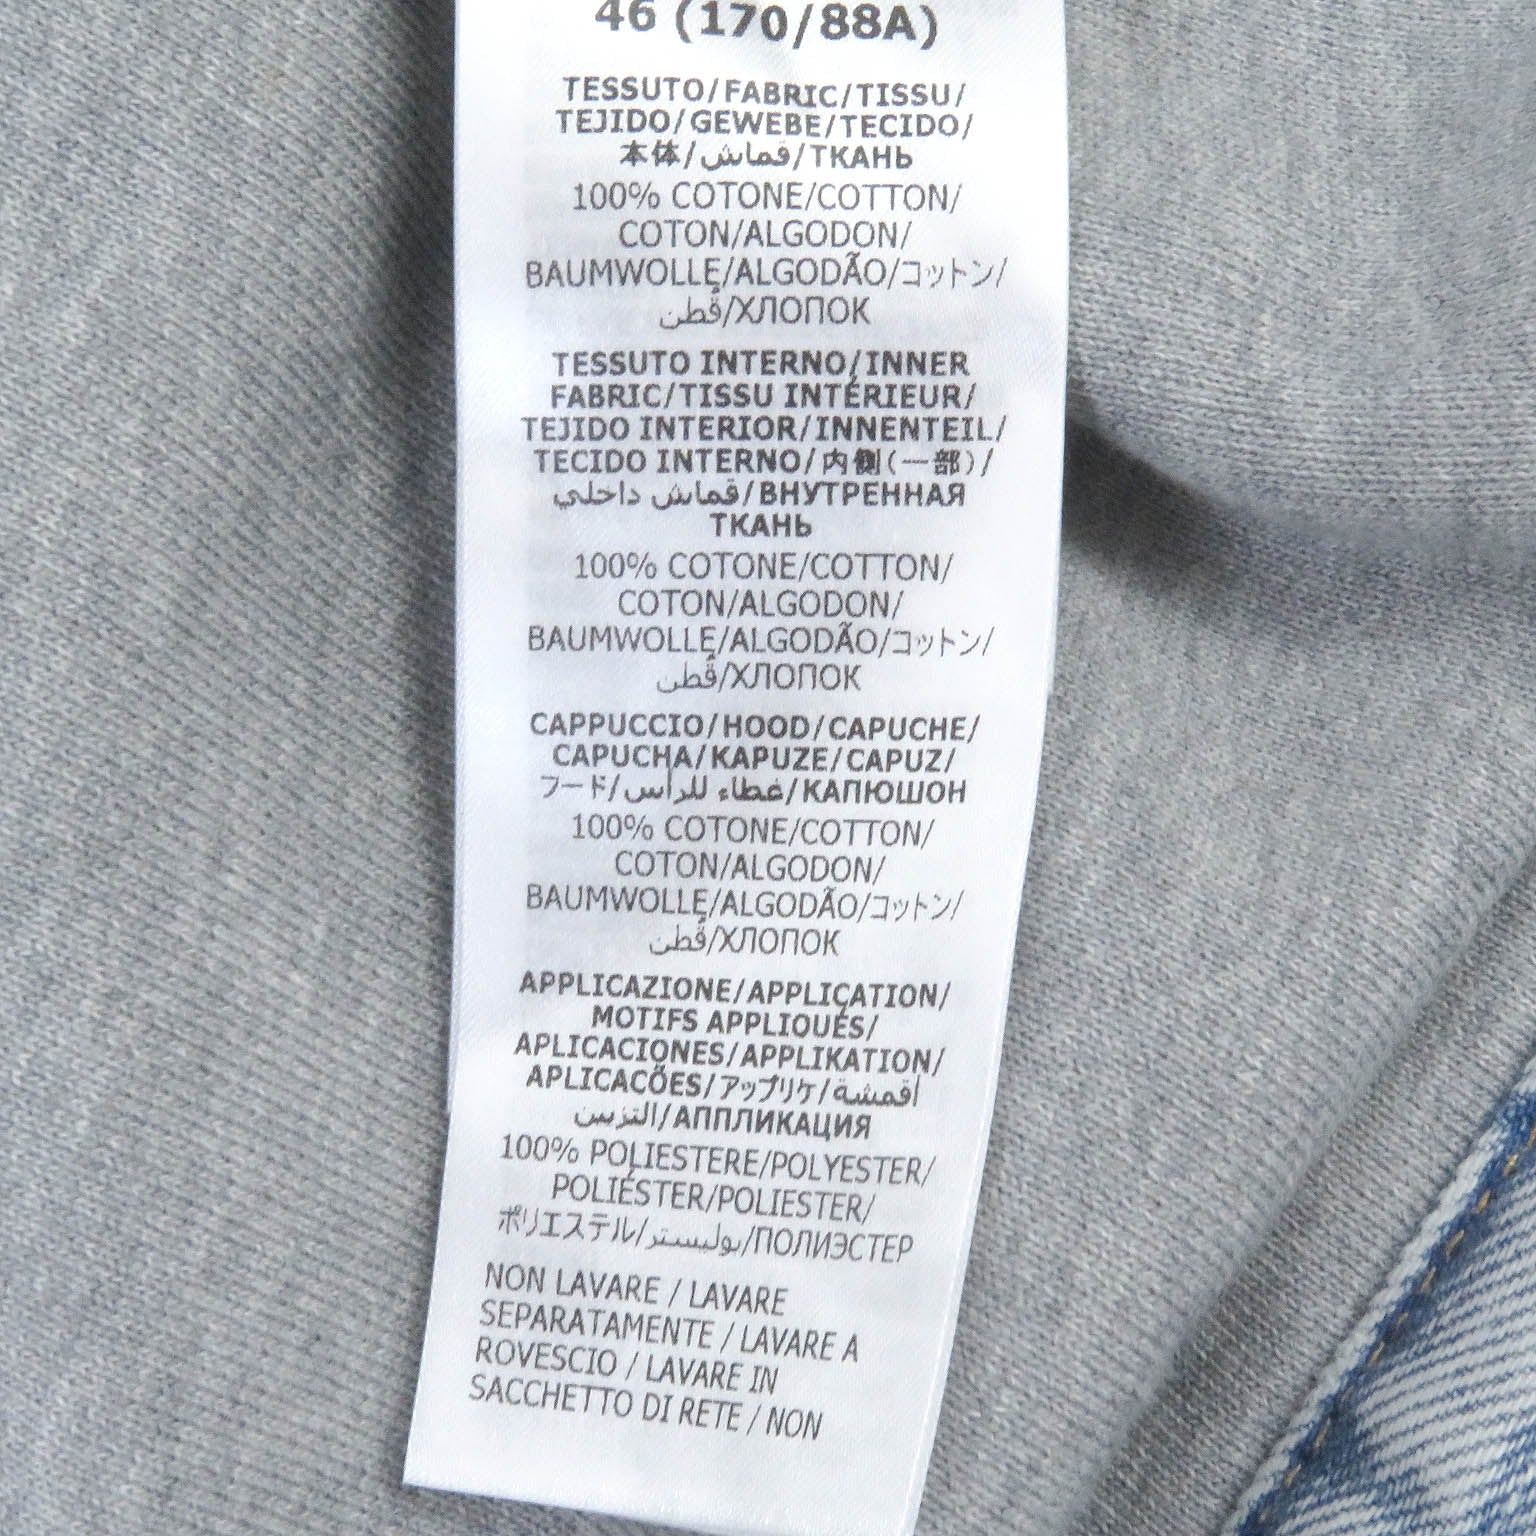 46 (170/88A)
TESSUTO/FABRIC/TISSU/
TEJIDO/GEWEBE/TECIDO/
本体/قماش/ТКАНЬ
100% COTONE/COTTON/
COTON/ALGODON/
BAUMWOLLE/ALGODÃO/コットン/
قطن/ХЛОПОК
TESSUTO INTERNO/INNER
FABRIC/TISSU INTÉRIEUR/
TEJIDO INTERIOR/INNENTEIL/
TECIDO INTERNO/内側(一部)/
قماش داخلي/ВНУТРЕННАЯ
ТКАНЬ
100% COTONE/COTTON/
COTON/ALGODON/
BAUMWOLLE/ALGODÃO/コットン/
قطن/ХЛОПОК
CAPPUCCIO/HOOD/CAPUCHE/
CAPUCHA/KAPUZE/CAPUZ/
フード/غطاء للرأس/КАПЮШОН
100% COTONE/COTTON/
COTON/ALGODON/
BAUMWOLLE/ALGODÃO/コットン/
قطن/ХЛОПОК
APPLICAZIONE/APPLICATION/
MOTIFS APPLIQUÉS/
APLICACIONES/APPLIKATION/
APLICACÕES/アップリケ/أقمشة
التزيين/АППЛИКАЦИЯ
100% POLIESTERE/POLYESTER/
POLIÉSTER/POLIESTER/
ポリエステル/بوليستر/ПОЛИЭСТЕР
NON LAVARE / LAVARE
SEPARATAMENTE / LAVARE A
ROVESCIO / LAVARE IN
SACCHETTO DI RETE / NON